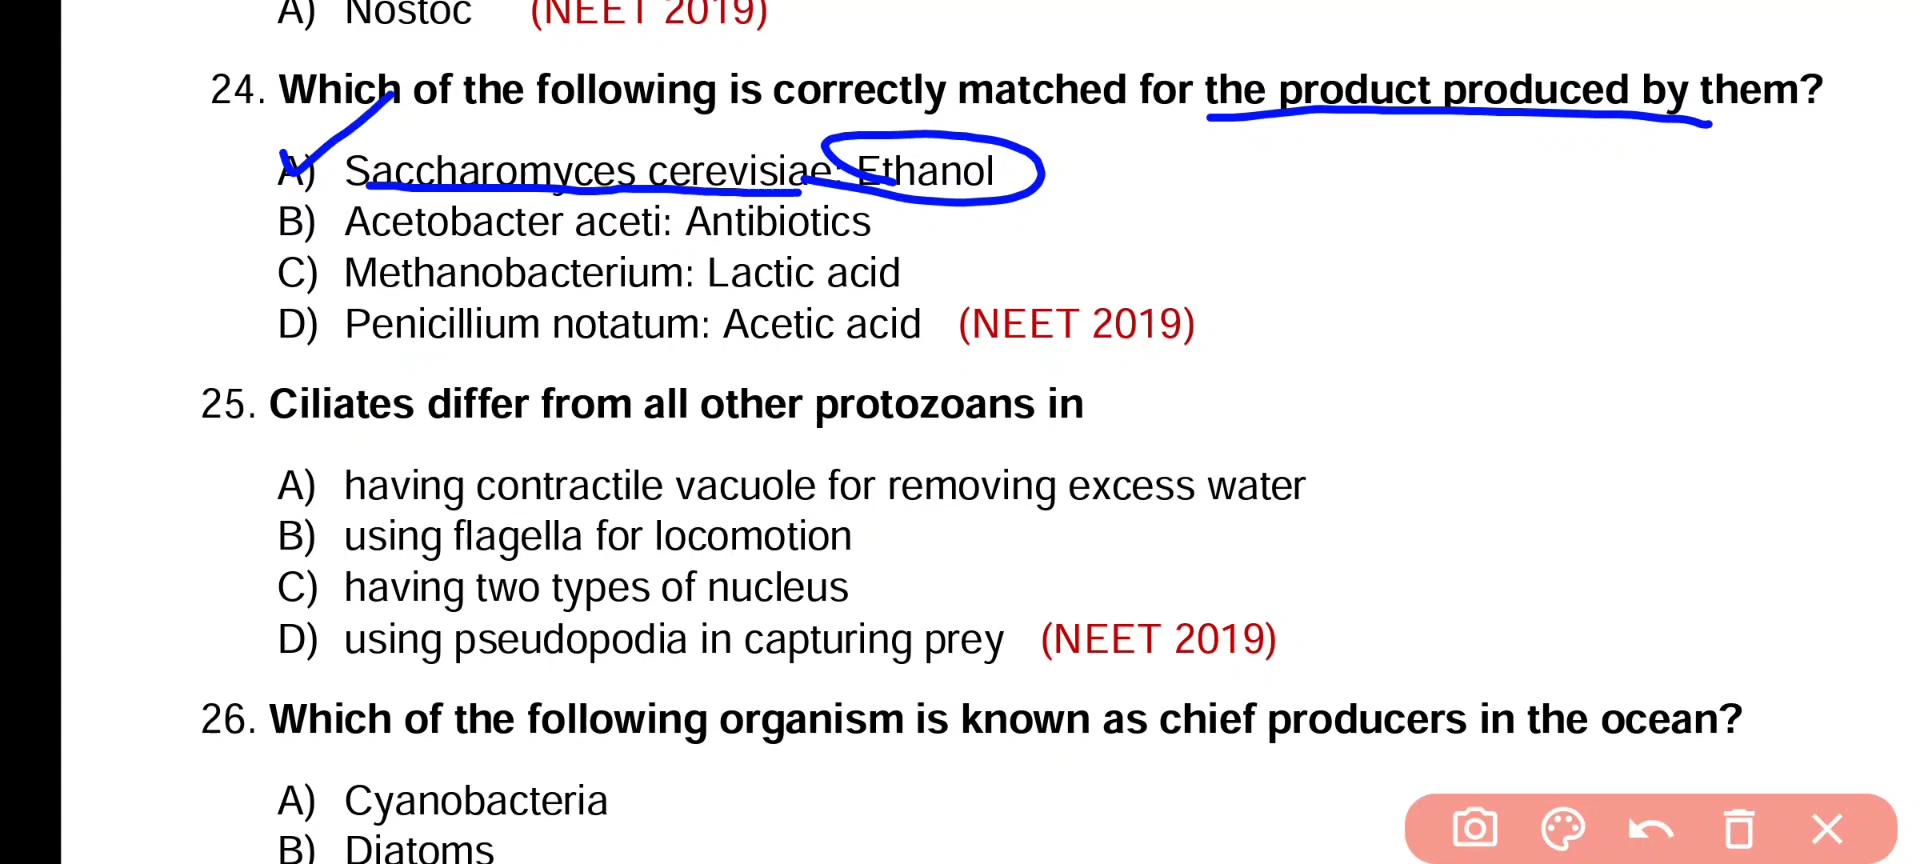 A) Nostoc (NEET 2019)
24. Which of the following is correctly matched for the product produced by them?
A) Saccharomyces cerevisiae: Ethanol
B) Acetobacter aceti: Antibiotics
C) Methanobacterium: Lactic acid
D) Penicillium notatum: Acetic acid (NEET 2019)
25. Ciliates differ from all other protozoans in
A) having contractile vacuole for removing excess water
B) using flagella for locomotion
C) having two types of nucleus
D) using pseudopodia in capturing prey (NEET 2019)
26. Which of the following organism is known as chief producers in the ocean?
A) Cyanobacteria
B) Diatoms